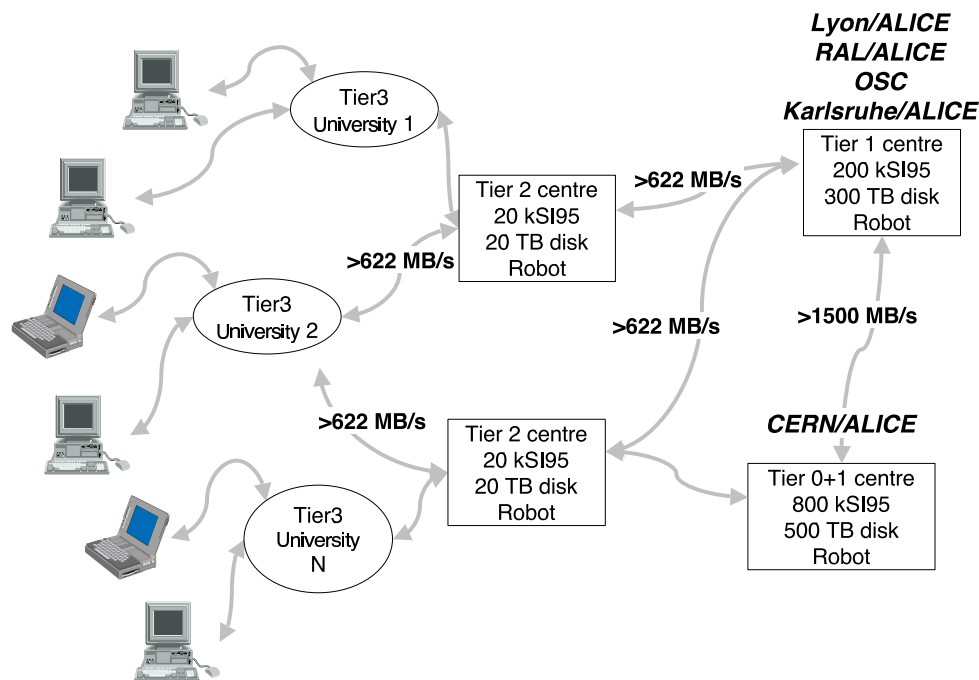 Lyon/ALICE
RAL/ALICE
OSC
Karlsruhe/ALICE
Tier3
University 1
Tier 2 centre
20 kSI95
20 TB disk
Robot
>622 MB/s
Tier 1 centre
200 kSI95
300 TB disk
Robot
>622 MB/s
Tier3
University 2
>622 MB/s
>1500 MB/s
>622 MB/s
Tier 2 centre
20 kSI95
20 TB disk
Robot
CERN/ALICE
Tier 0+1 centre
800 kSI95
500 TB disk
Robot
Tier3
University
N